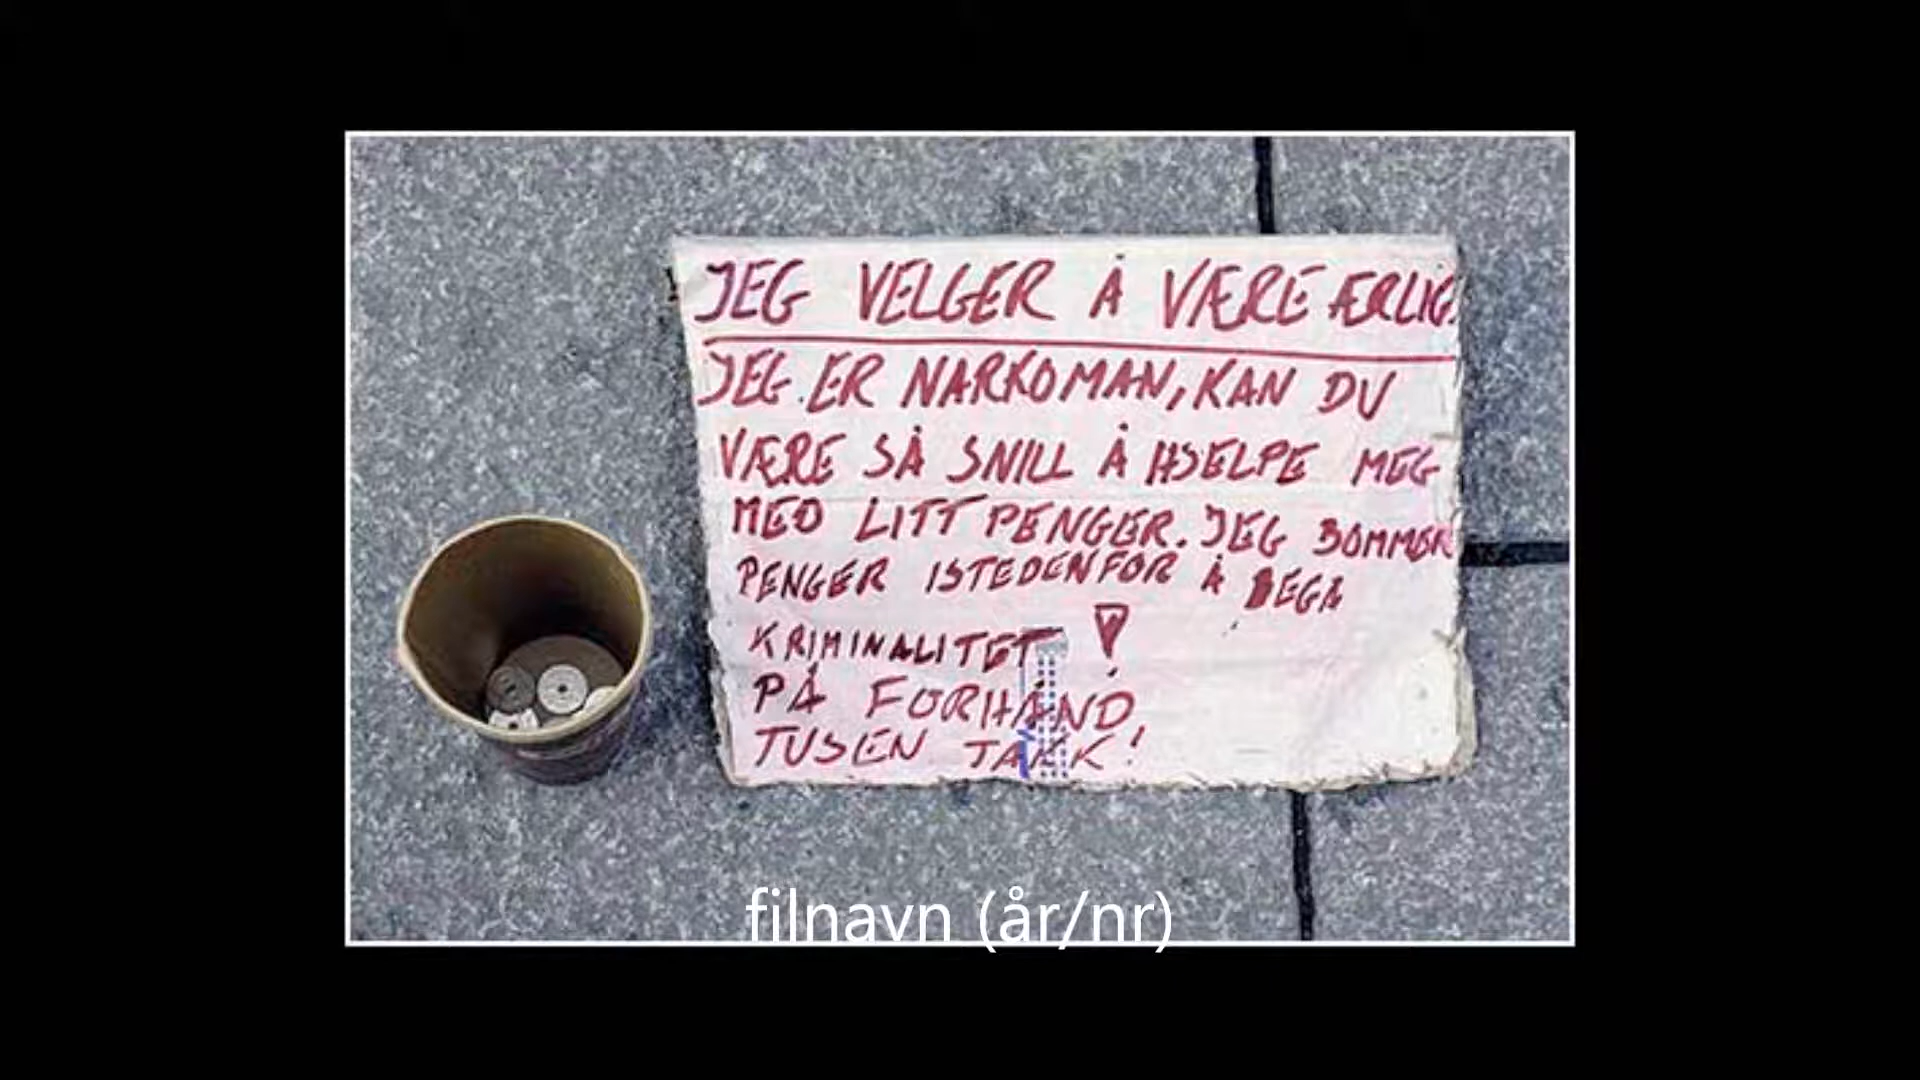 JEG VELGER Å VÆRE ÆRLIG.
JEG ER NARKOMAN, KAN DU
VÆRE SÅ SNILL Å HJELPE MEG
MED LITT PENGER. JEG BOMMER
PENGER ISTEDENFOR Å BEGÅ
KRIMINALITET !
PÅ FORHÅND
TUSEN TAKK!
filnavn (år/nr)